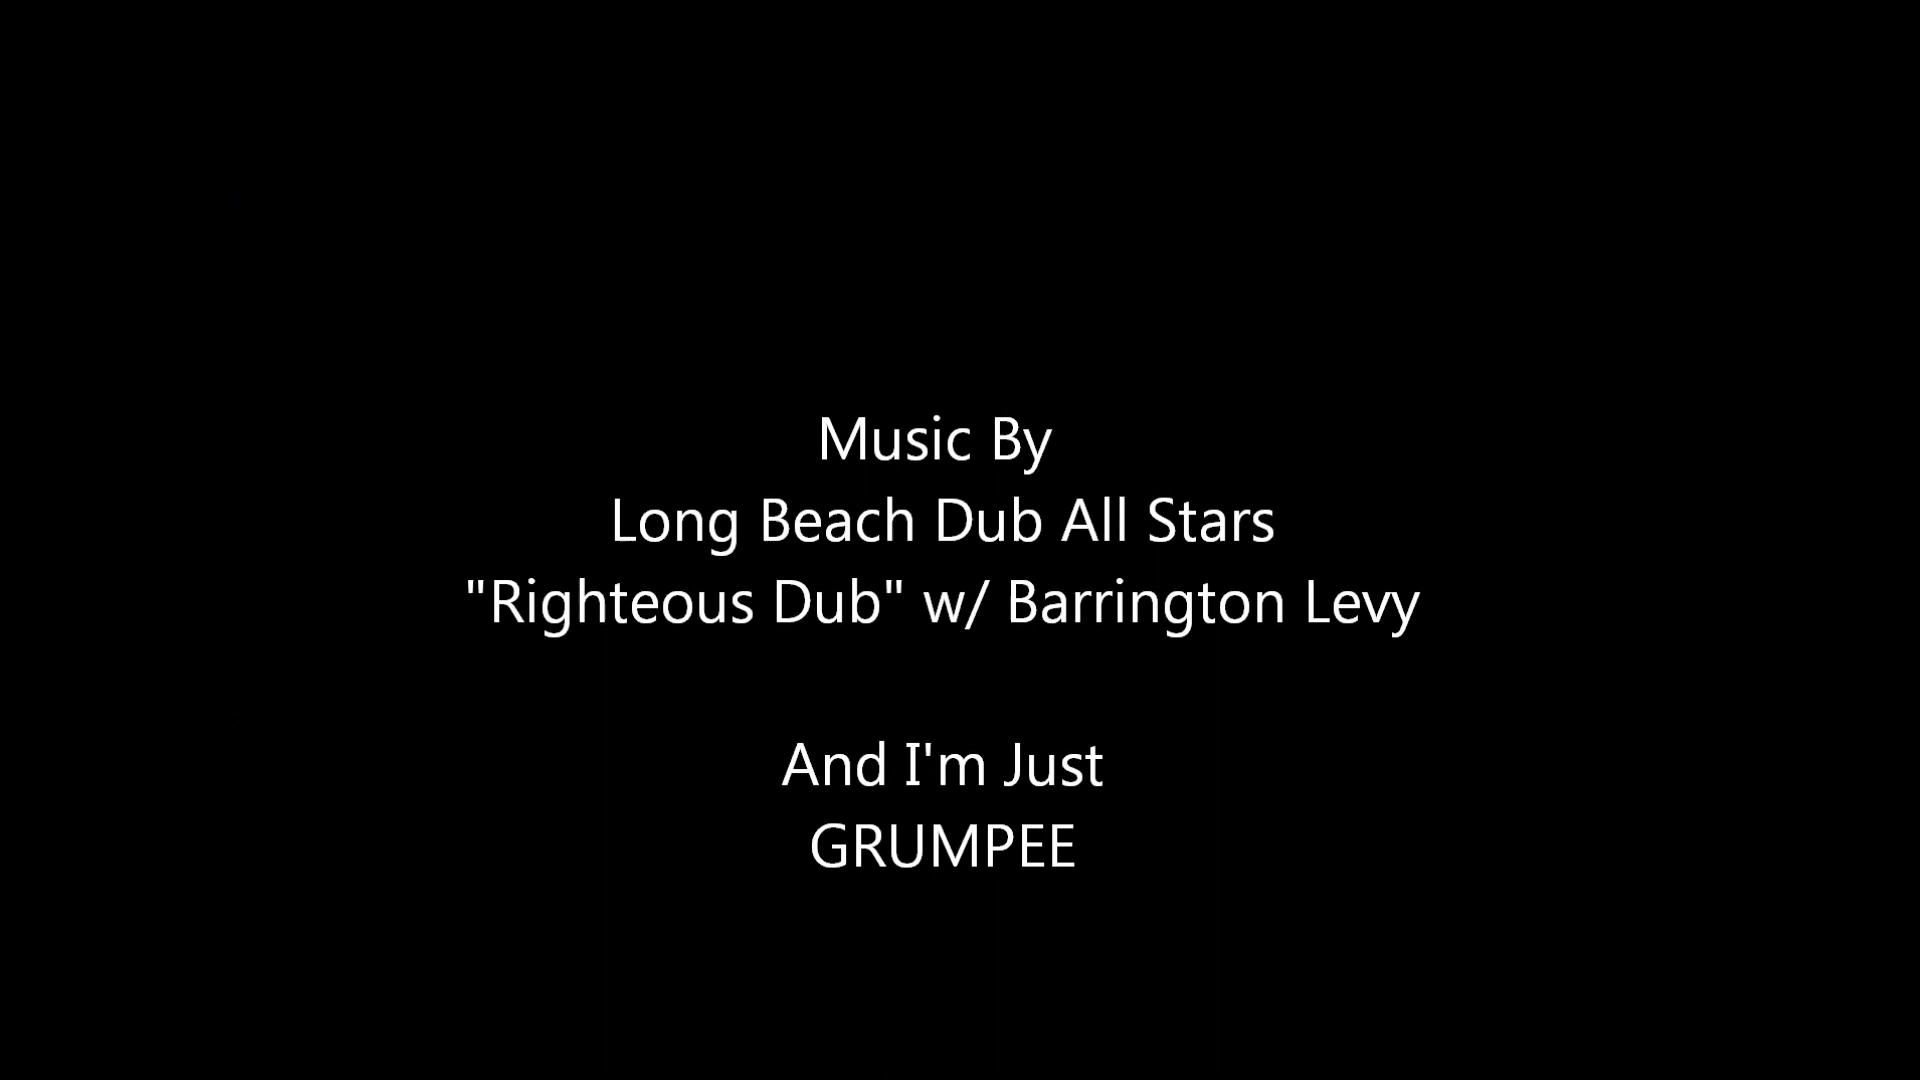 Music By
Long Beach Dub All Stars
"Righteous Dub" w/ Barrington Levy
And I'm Just
GRUMPEE